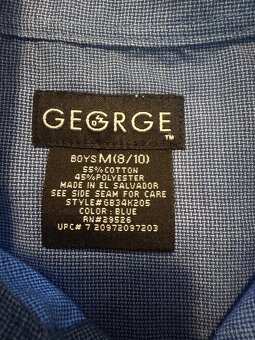 GEORGE
™
BOYS M(8/10)
55% COTTON
45% POLYESTER
MADE IN EL SALVADOR
SEE SIDE SEAM FOR CARE
STYLE#GB34K205
COLOR: BLUE
RN#29526
UPC# 7 20972097203